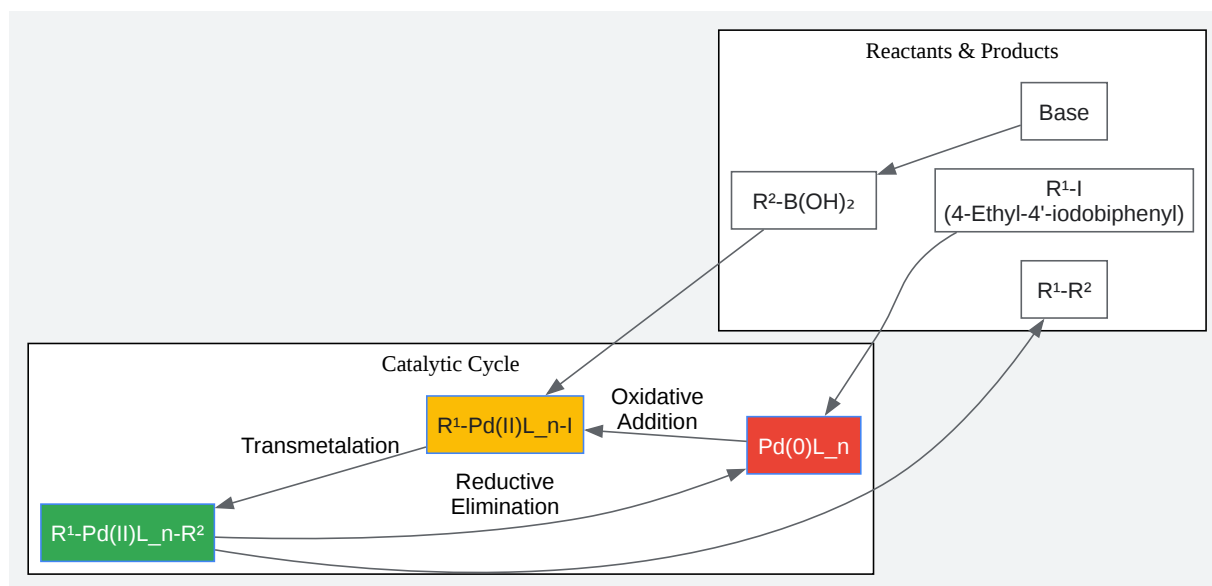 Reactants & Products
Base
R²-B(OH)₂
R¹-I
(4-Ethyl-4'-iodobiphenyl)
R¹-R²
Catalytic Cycle
Oxidative
Addition
R¹-Pd(II)L_n-I
Pd(0)L_n
Transmetalation
Reductive
Elimination
R¹-Pd(II)L_n-R²